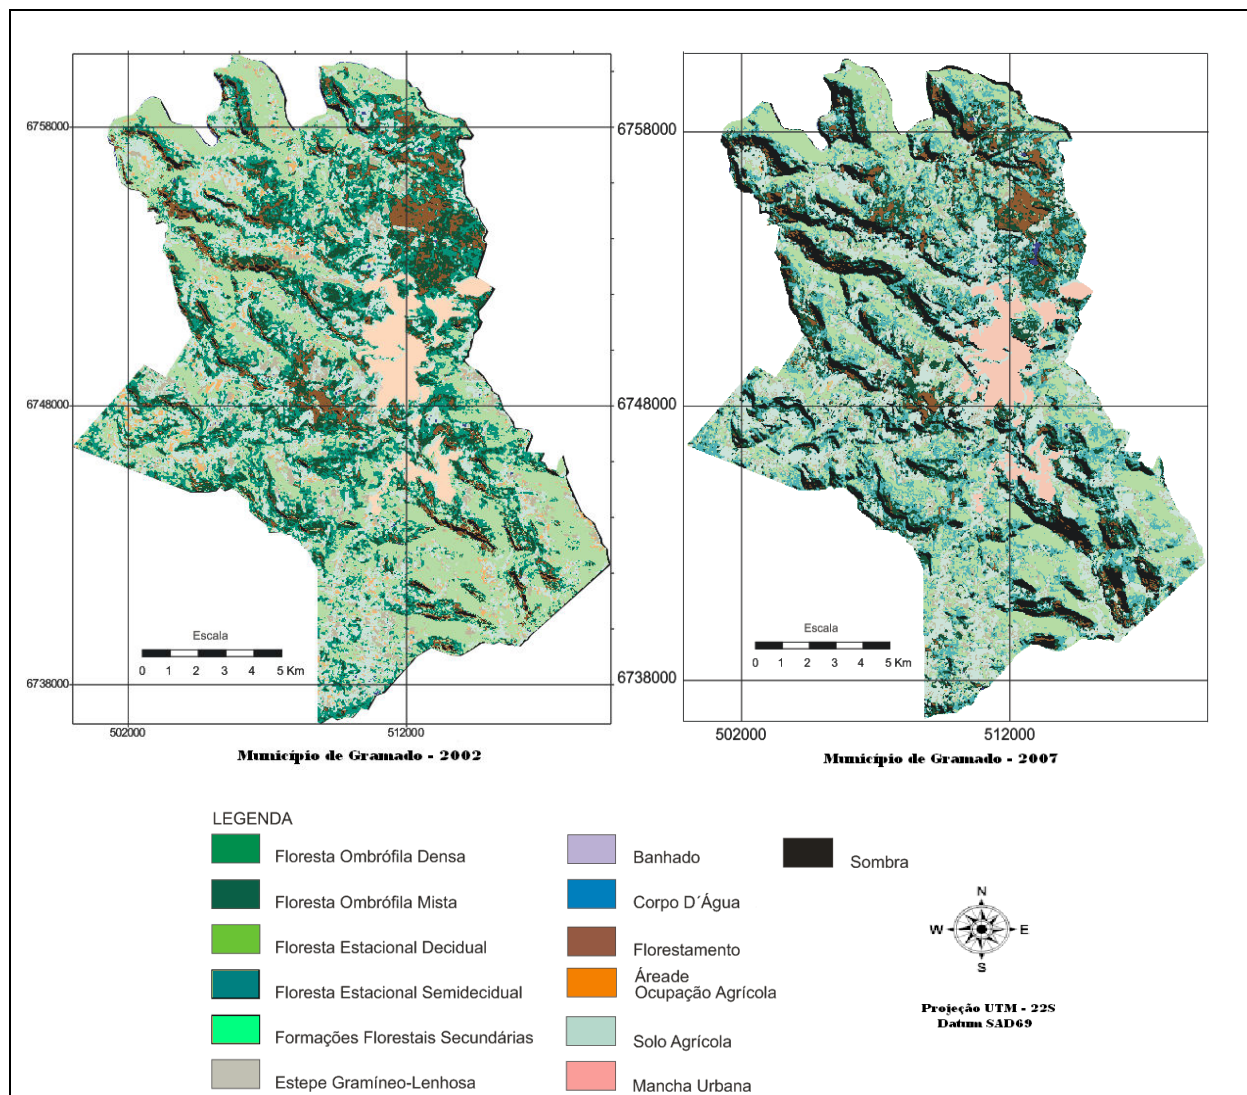 6758000
6748000
6738000
502000
512000
Escala
0 1 2 3 4 5 Km
Município de Gramado - 2002
6758000
6748000
6738000
502000
512000
Escala
0 1 2 3 4 5 Km
Município de Gramado - 2007
LEGENDA
Floresta Ombrófila Densa
Floresta Ombrófila Mista
Floresta Estacional Decidual
Floresta Estacional Semidecidual
Formações Florestais Secundárias
Estepe Gramíneo-Lenhosa
Banhado
Corpo D´Água
Florestamento
Áreade
Ocupação Agrícola
Solo Agrícola
Mancha Urbana
Sombra
N
W E
S
Projeção UTM - 22S
Datum SAD69